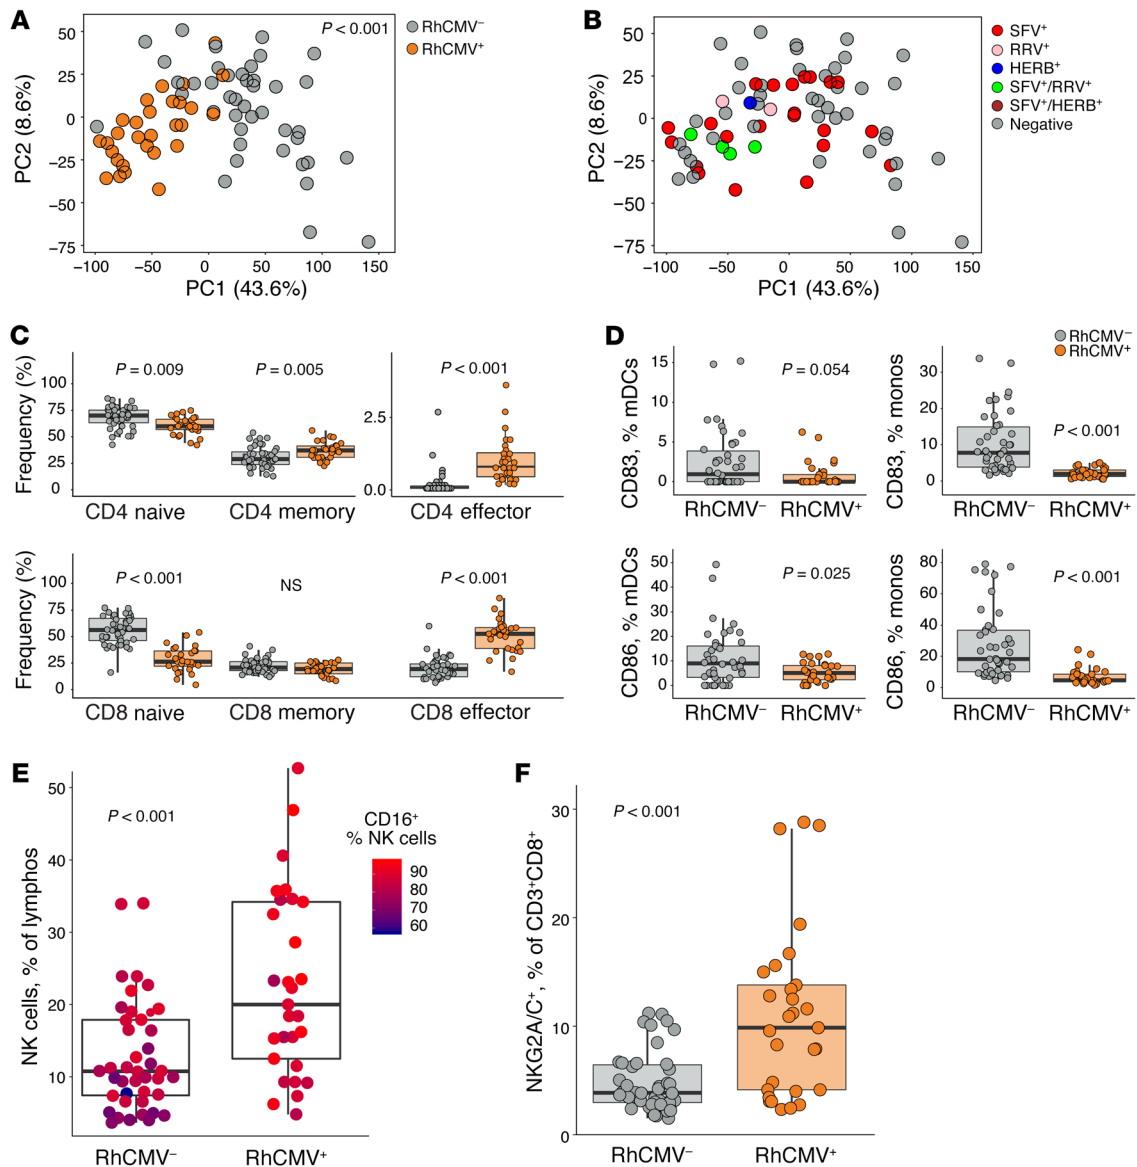 A
P < 0.001
RhCMV⁻
RhCMV⁺
50
25
0
−25
−50
−75
PC2 (8.6%)
−100 −50 0 50 100 150
PC1 (43.6%)
B
SFV⁺
RRV⁺
HERB⁺
SFV⁺/RRV⁺
SFV⁺/HERB⁺
Negative
50
25
0
−25
−50
−75
PC2 (8.6%)
−100 −50 0 50 100 150
PC1 (43.6%)
C
Frequency (%)
100
75
50
25
0
P = 0.009
P = 0.005
P < 0.001
2.5
0.0
CD4 naive CD4 memory CD4 effector
Frequency (%)
100
75
50
25
0
P < 0.001
NS
P < 0.001
CD8 naive CD8 memory CD8 effector
D
RhCMV⁻
RhCMV⁺
CD83, % mDCs
15
10
5
0
P = 0.054
RhCMV⁻ RhCMV⁺
CD83, % monos
30
20
10
0
P < 0.001
RhCMV⁻ RhCMV⁺
CD86, % mDCs
50
40
30
20
10
0
P = 0.025
RhCMV⁻ RhCMV⁺
CD86, % monos
80
60
40
20
0
P < 0.001
RhCMV⁻ RhCMV⁺
E
NK cells, % of lymphos
50
40
30
20
10
P < 0.001
CD16⁺
% NK cells
90
80
70
60
RhCMV⁻ RhCMV⁺
F
NKG2A/C⁺, % of CD3⁺CD8⁺
30
20
10
0
P < 0.001
RhCMV⁻ RhCMV⁺